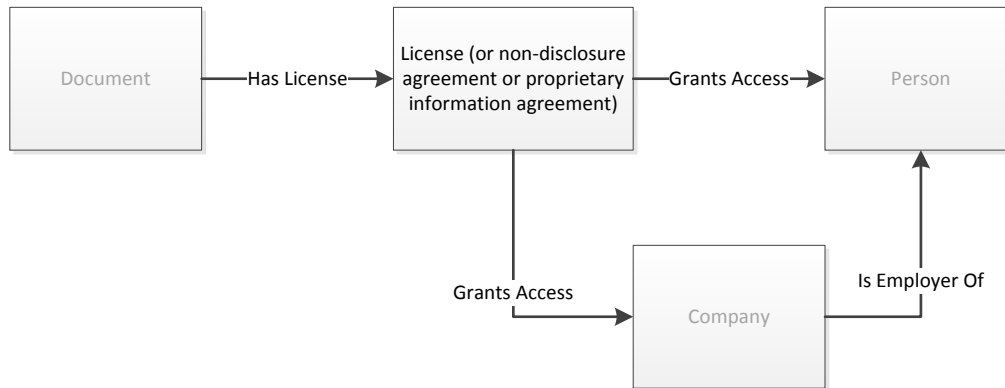 Document
Has License
License (or non-disclosure
agreement or proprietary
information agreement)
Grants Access
Person
Grants Access
Is Employer Of
Company